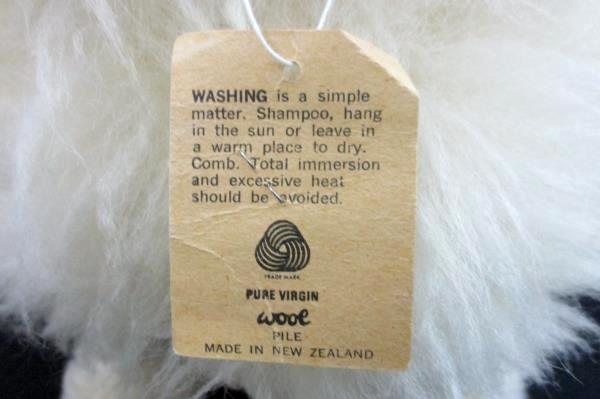 WASHING is a simple
matter. Shampoo, hang
in the sun or leave in
a warm place to dry.
Comb. Total immersion
and excessive heat
should be avoided.
TRADE MARK
PURE VIRGIN
wool
PILE
MADE IN NEW ZEALAND